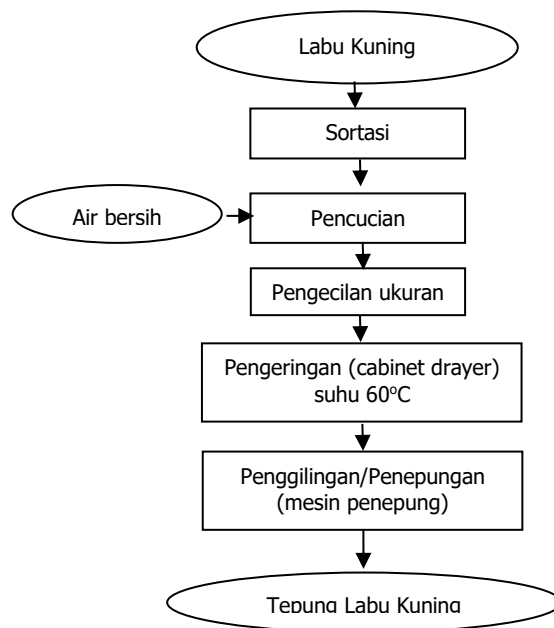 Labu Kuning
Sortasi
Air bersih
Pencucian
Pengecilan ukuran
Pengeringan (cabinet drayer)
suhu 60°C
Penggilingan/Penepungan
(mesin penepung)
Tepung Labu Kuning